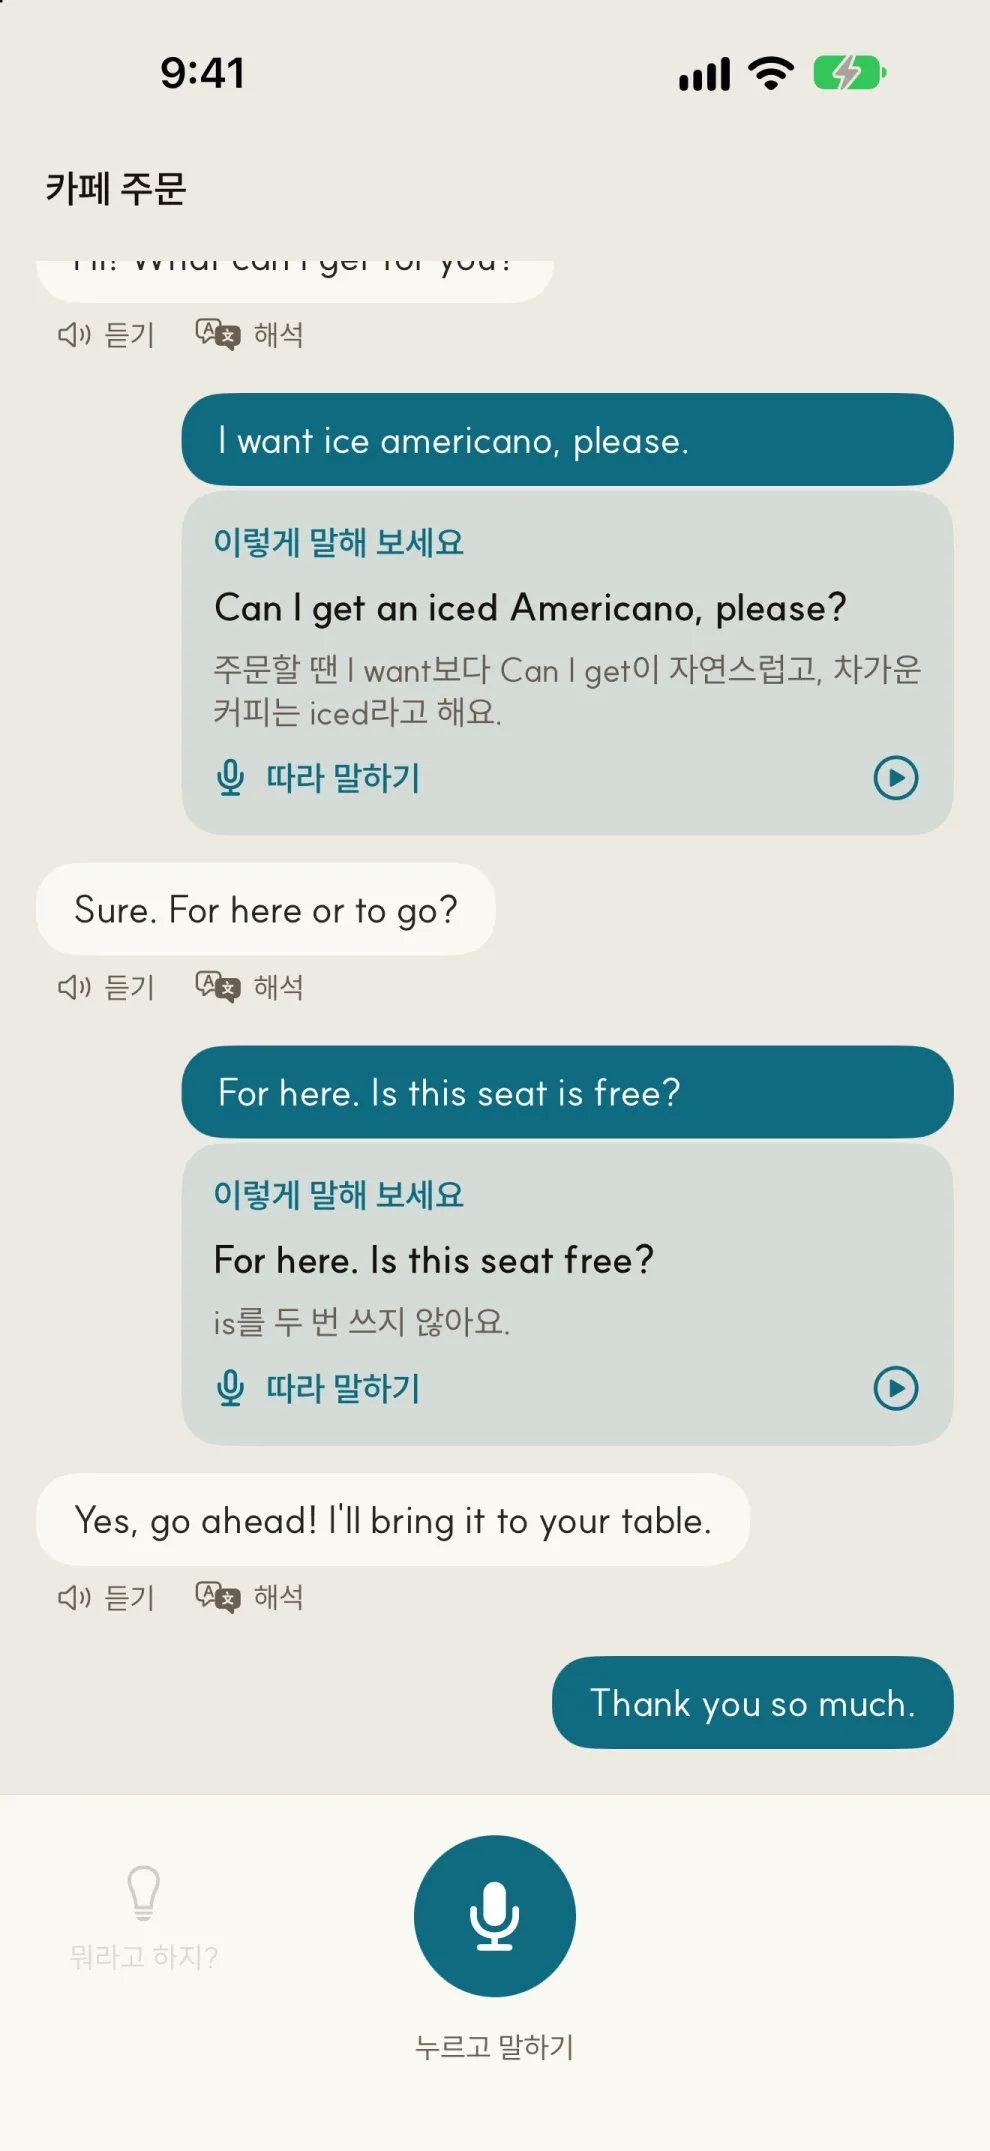 9:41
카페 주문
Hi! What can I get for you?
듣기 해석
I want ice americano, please.
이렇게 말해 보세요
Can I get an iced Americano, please?
주문할 땐 I want보다 Can I get이 자연스럽고, 차가운
커피는 iced라고 해요.
따라 말하기
Sure. For here or to go?
듣기 해석
For here. Is this seat is free?
이렇게 말해 보세요
For here. Is this seat free?
is를 두 번 쓰지 않아요.
따라 말하기
Yes, go ahead! I'll bring it to your table.
듣기 해석
Thank you so much.
뭐라고 하지?
누르고 말하기